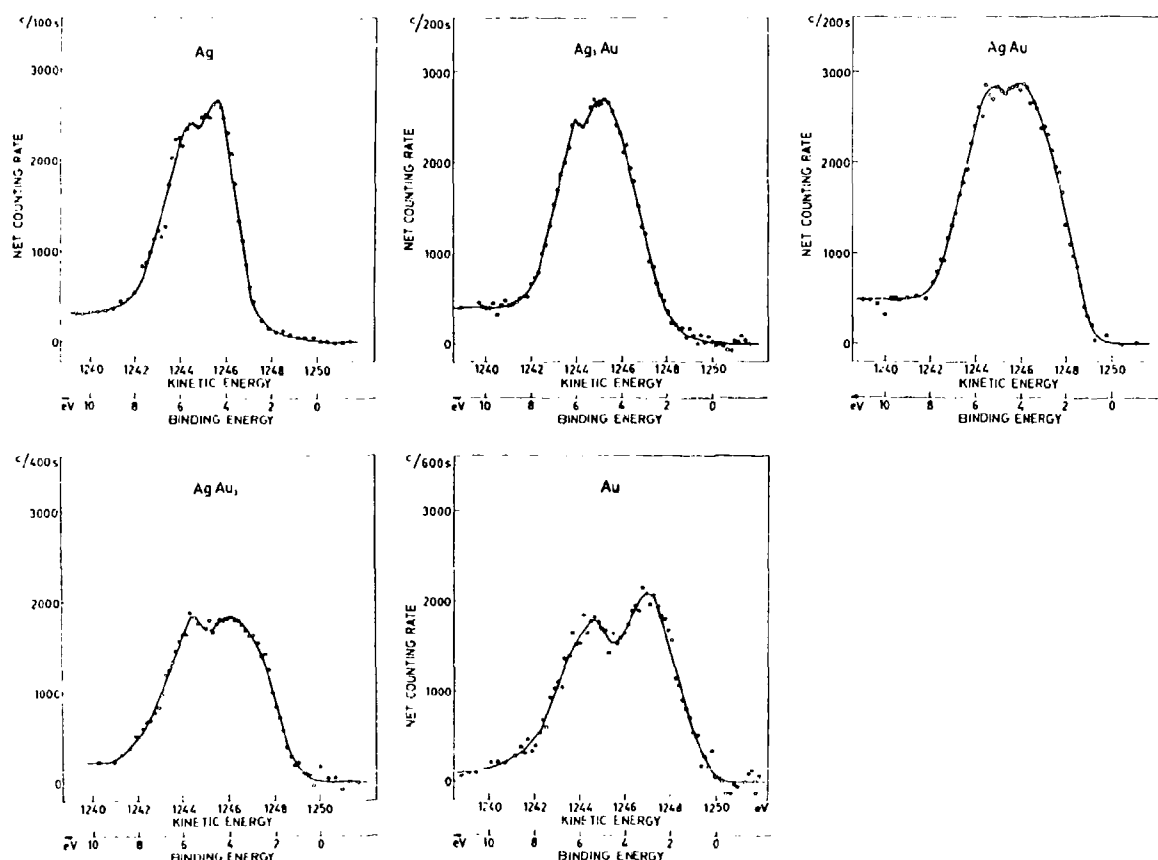 c/100s
Ag
3000
2000
1000
0
NET COUNTING RATE
1240 1242 1244 1246 1248 1250
KINETIC ENERGY
eV 10 8 6 4 2 0
BINDING ENERGY
c/200s
Ag₃Au
3000
2000
1000
0
NET COUNTING RATE
1240 1242 1244 1246 1248 1250
KINETIC ENERGY
eV 10 8 6 4 2 0
BINDING ENERGY
c/200s
AgAu
3000
2000
1000
0
NET COUNTING RATE
1240 1242 1244 1246 1248 1250
KINETIC ENERGY
eV 10 8 6 4 2 0
BINDING ENERGY
c/400s
AgAu₃
3000
2000
1000
0
1240 1242 1244 1246 1248 1250
KINETIC ENERGY
eV 10 8 6 4 2 0
BINDING ENERGY
c/600s
Au
3000
2000
1000
0
NET COUNTING RATE
1240 1242 1244 1246 1248 1250 eV
KINETIC ENERGY
eV 10 8 6 4 2 0
BINDING ENERGY